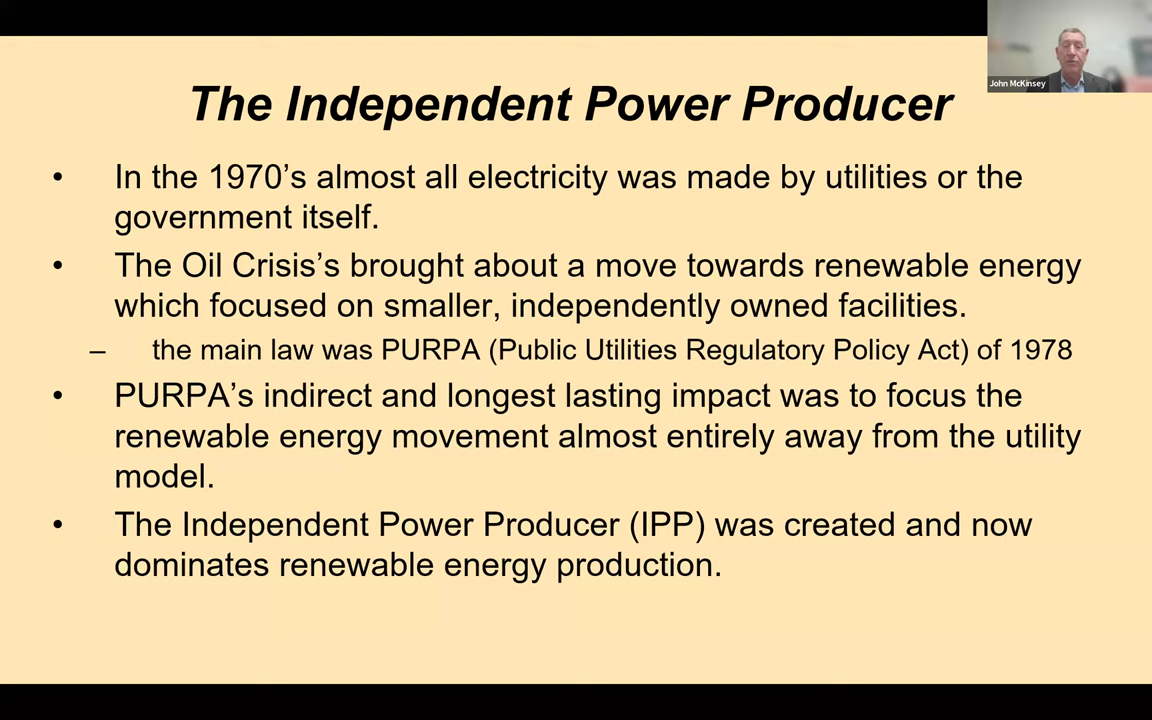 John McKinsey
The Independent Power Producer
• In the 1970's almost all electricity was made by utilities or the
government itself.
• The Oil Crisis's brought about a move towards renewable energy
which focused on smaller, independently owned facilities.
– the main law was PURPA (Public Utilities Regulatory Policy Act) of 1978
• PURPA's indirect and longest lasting impact was to focus the
renewable energy movement almost entirely away from the utility
model.
• The Independent Power Producer (IPP) was created and now
dominates renewable energy production.